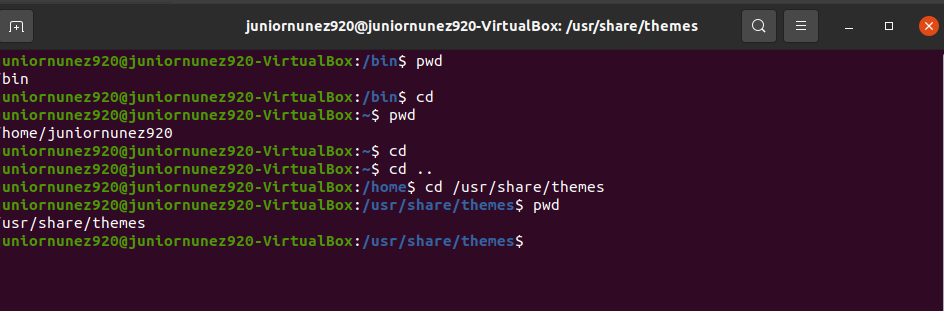 juniornunez920@juniornunez920-VirtualBox: /usr/share/themes
uniornunez920@juniornunez920-VirtualBox:/bin$ pwd
/bin
uniornunez920@juniornunez920-VirtualBox:/bin$ cd
uniornunez920@juniornunez920-VirtualBox:~$ pwd
/home/juniornunez920
uniornunez920@juniornunez920-VirtualBox:~$ cd
uniornunez920@juniornunez920-VirtualBox:~$ cd ..
uniornunez920@juniornunez920-VirtualBox:/home$ cd /usr/share/themes
uniornunez920@juniornunez920-VirtualBox:/usr/share/themes$ pwd
/usr/share/themes
uniornunez920@juniornunez920-VirtualBox:/usr/share/themes$